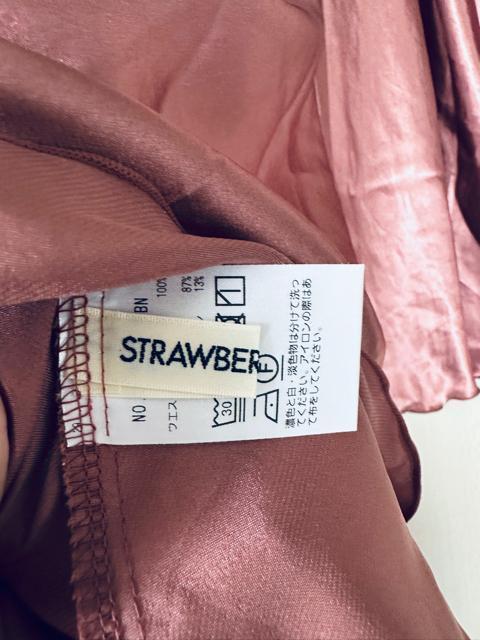 STRAWBER
BN
100%
87%
13%
NO.
ウエス
30
F
濃色と白・淡色物は分けて洗っ
てください。アイロンの際はあ
て布をしてください。